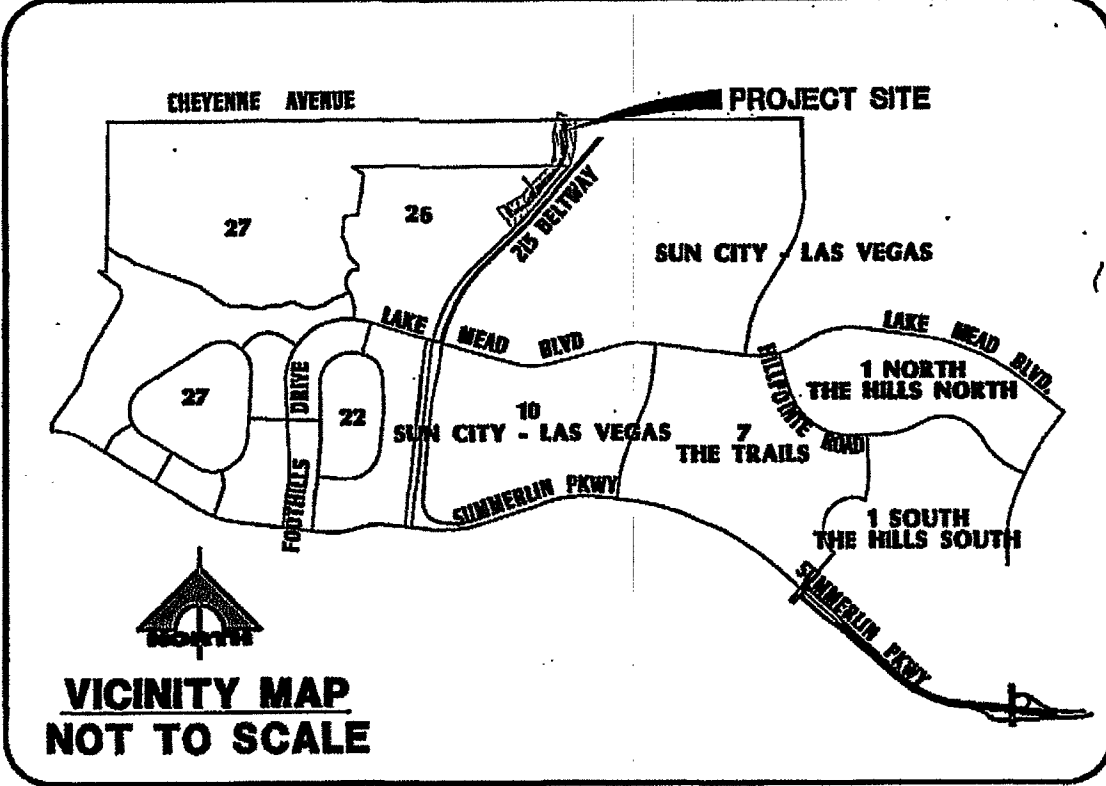 CHEYENNE AVENUE
PROJECT SITE
27
26
215 BELTWAY
SUN CITY - LAS VEGAS
LAKE MEAD BLVD
LAKE MEAD BLVD.
27
FOOTHILLS DRIVE
22
10
SUN CITY - LAS VEGAS
7
THE TRAILS
HILLPOINTE ROAD
1 NORTH
THE HILLS NORTH
SUMMERLIN PKWY
1 SOUTH
THE HILLS SOUTH
SUMMERLIN PKWY
NORTH
VICINITY MAP
NOT TO SCALE